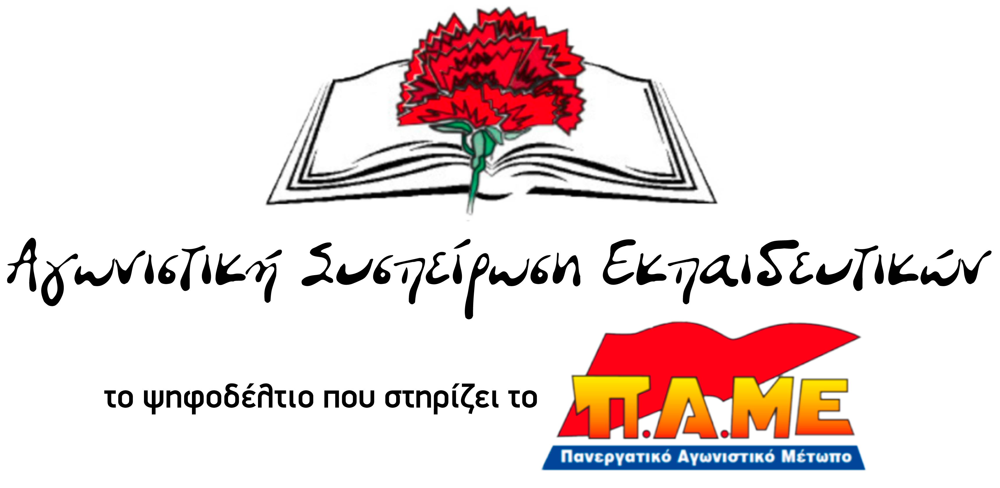 Αγωνιστική Συσπείρωση Εκπαιδευτικών
το ψηφοδέλτιο που στηρίζει το
Π.Α.ΜΕ
Πανεργατικό Αγωνιστικό Μέτωπο